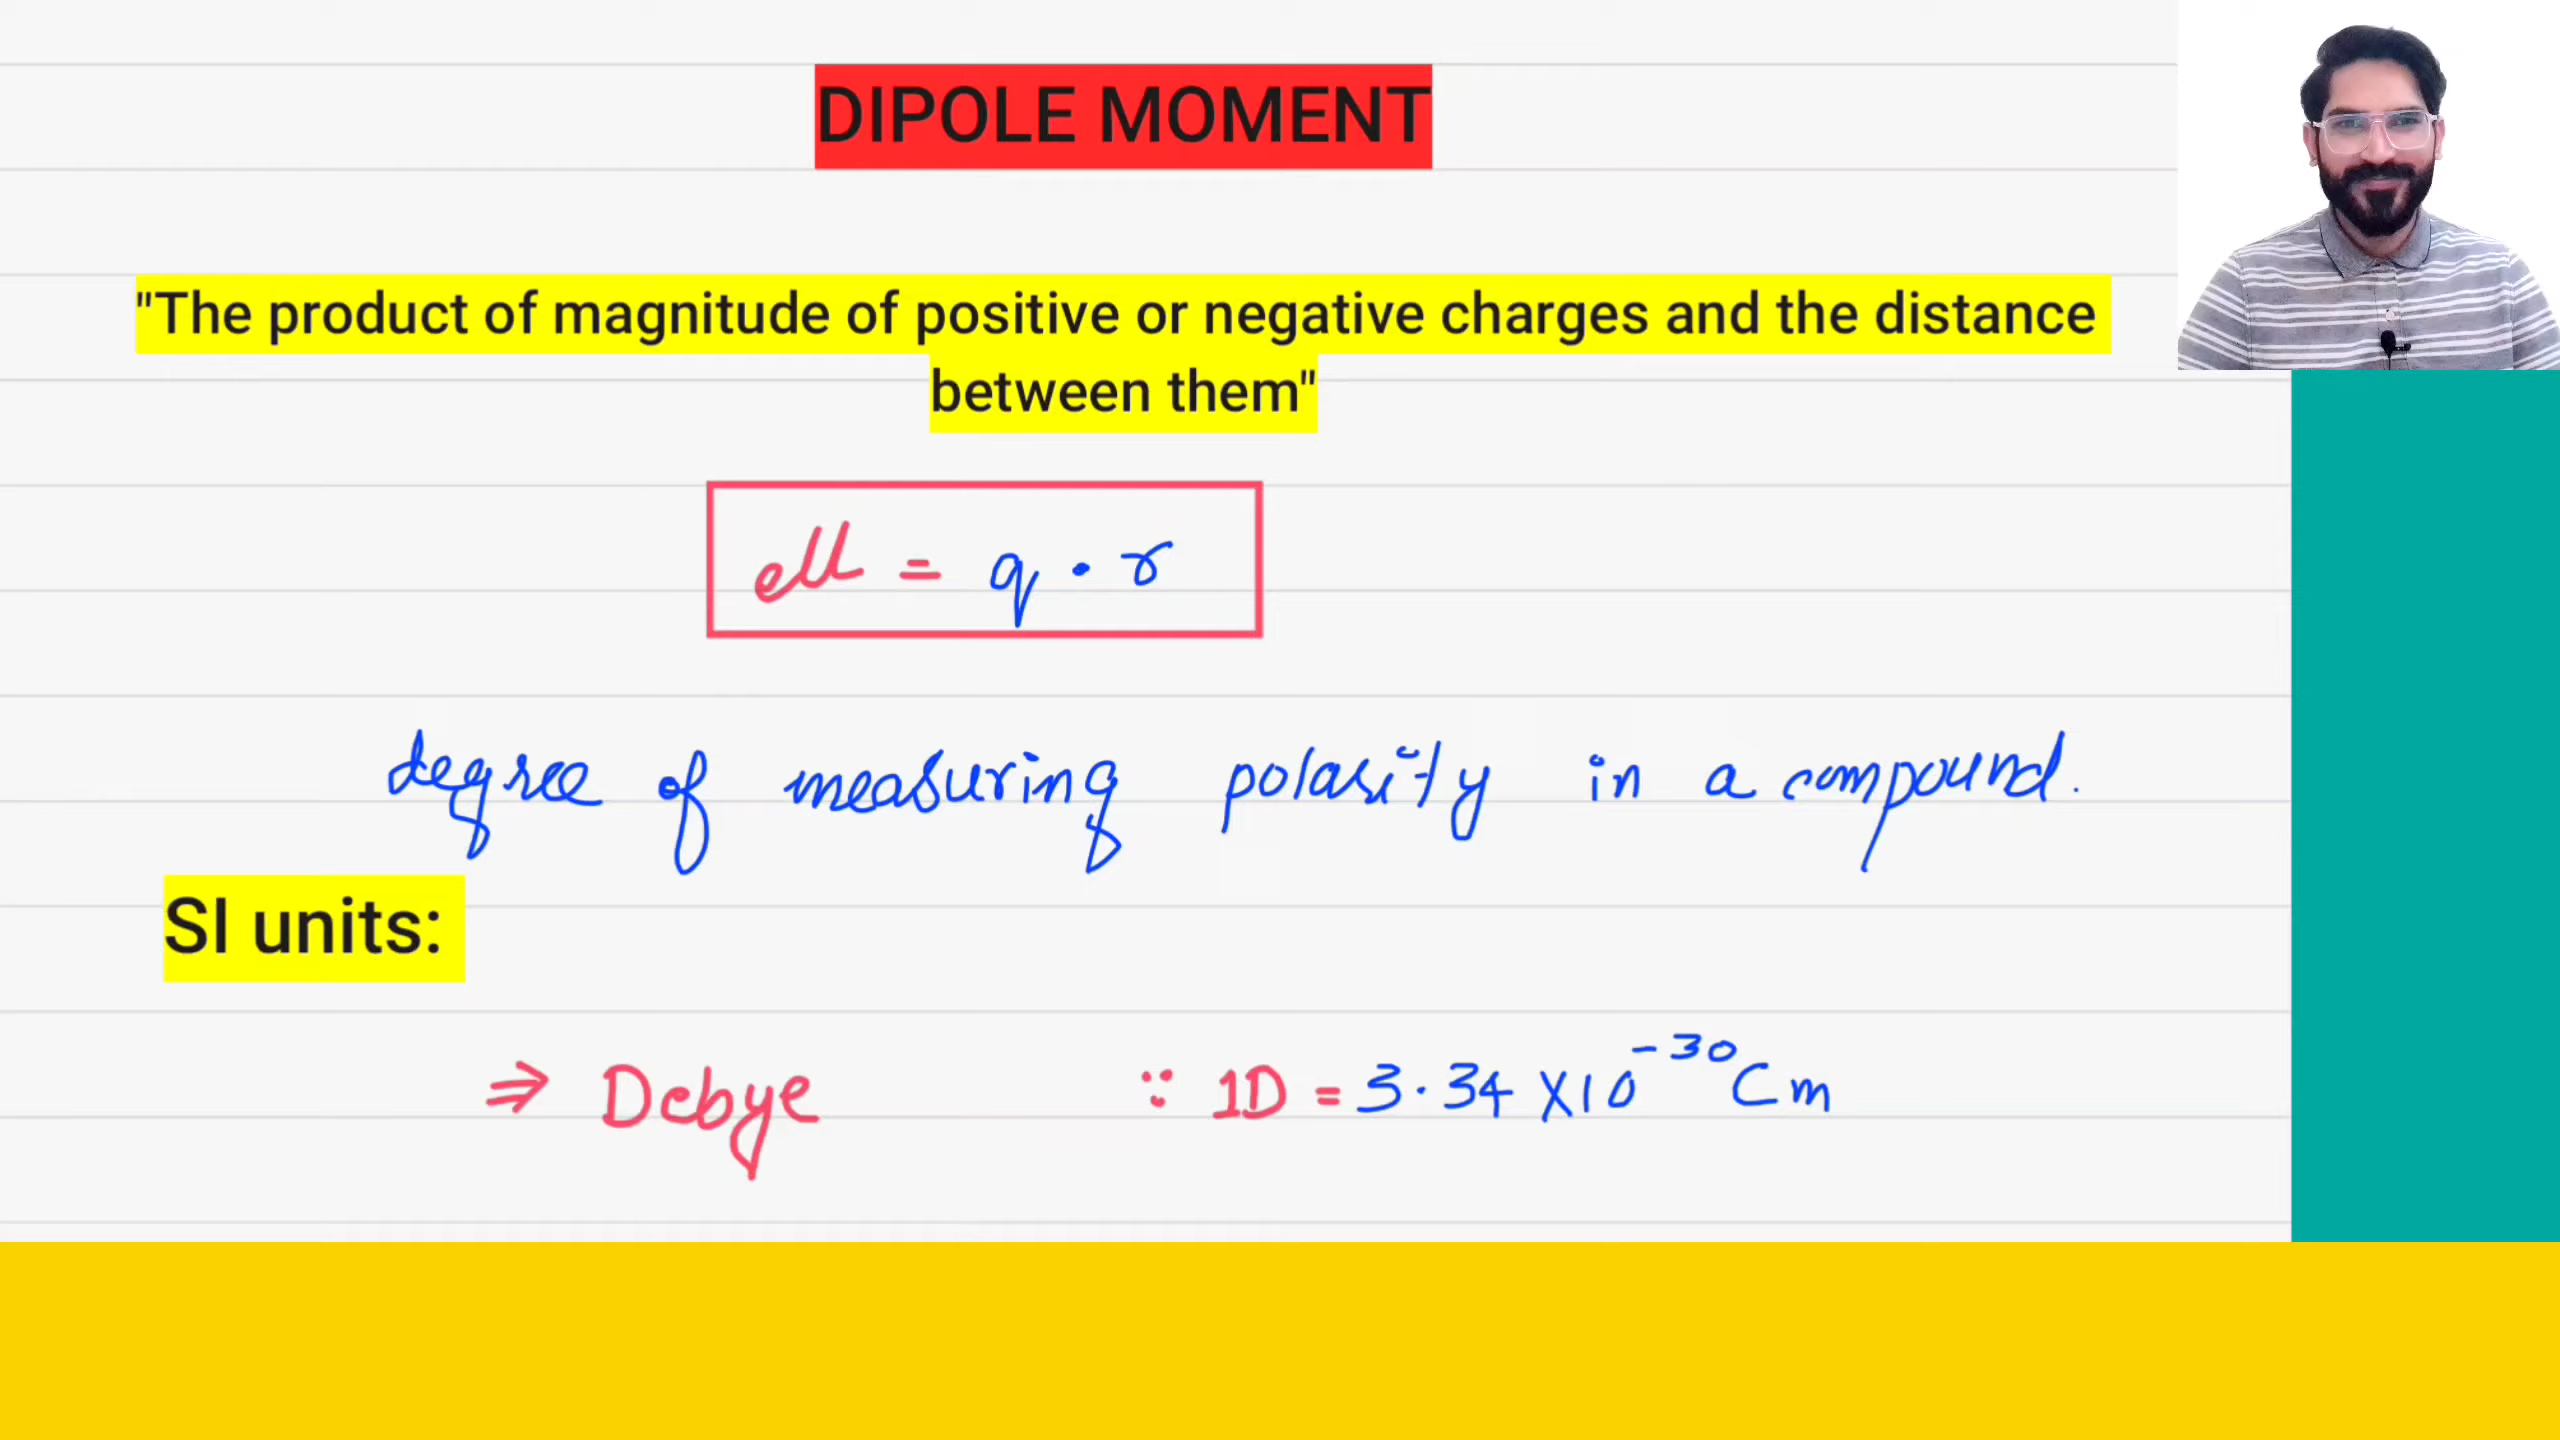 DIPOLE MOMENT
"The product of magnitude of positive or negative charges and the distance
between them"
μ = q · r
degree of measuring polarity in a compound.
SI units:
⇒ Debye ∵ 1D = 3.34 X10⁻³⁰ Cm